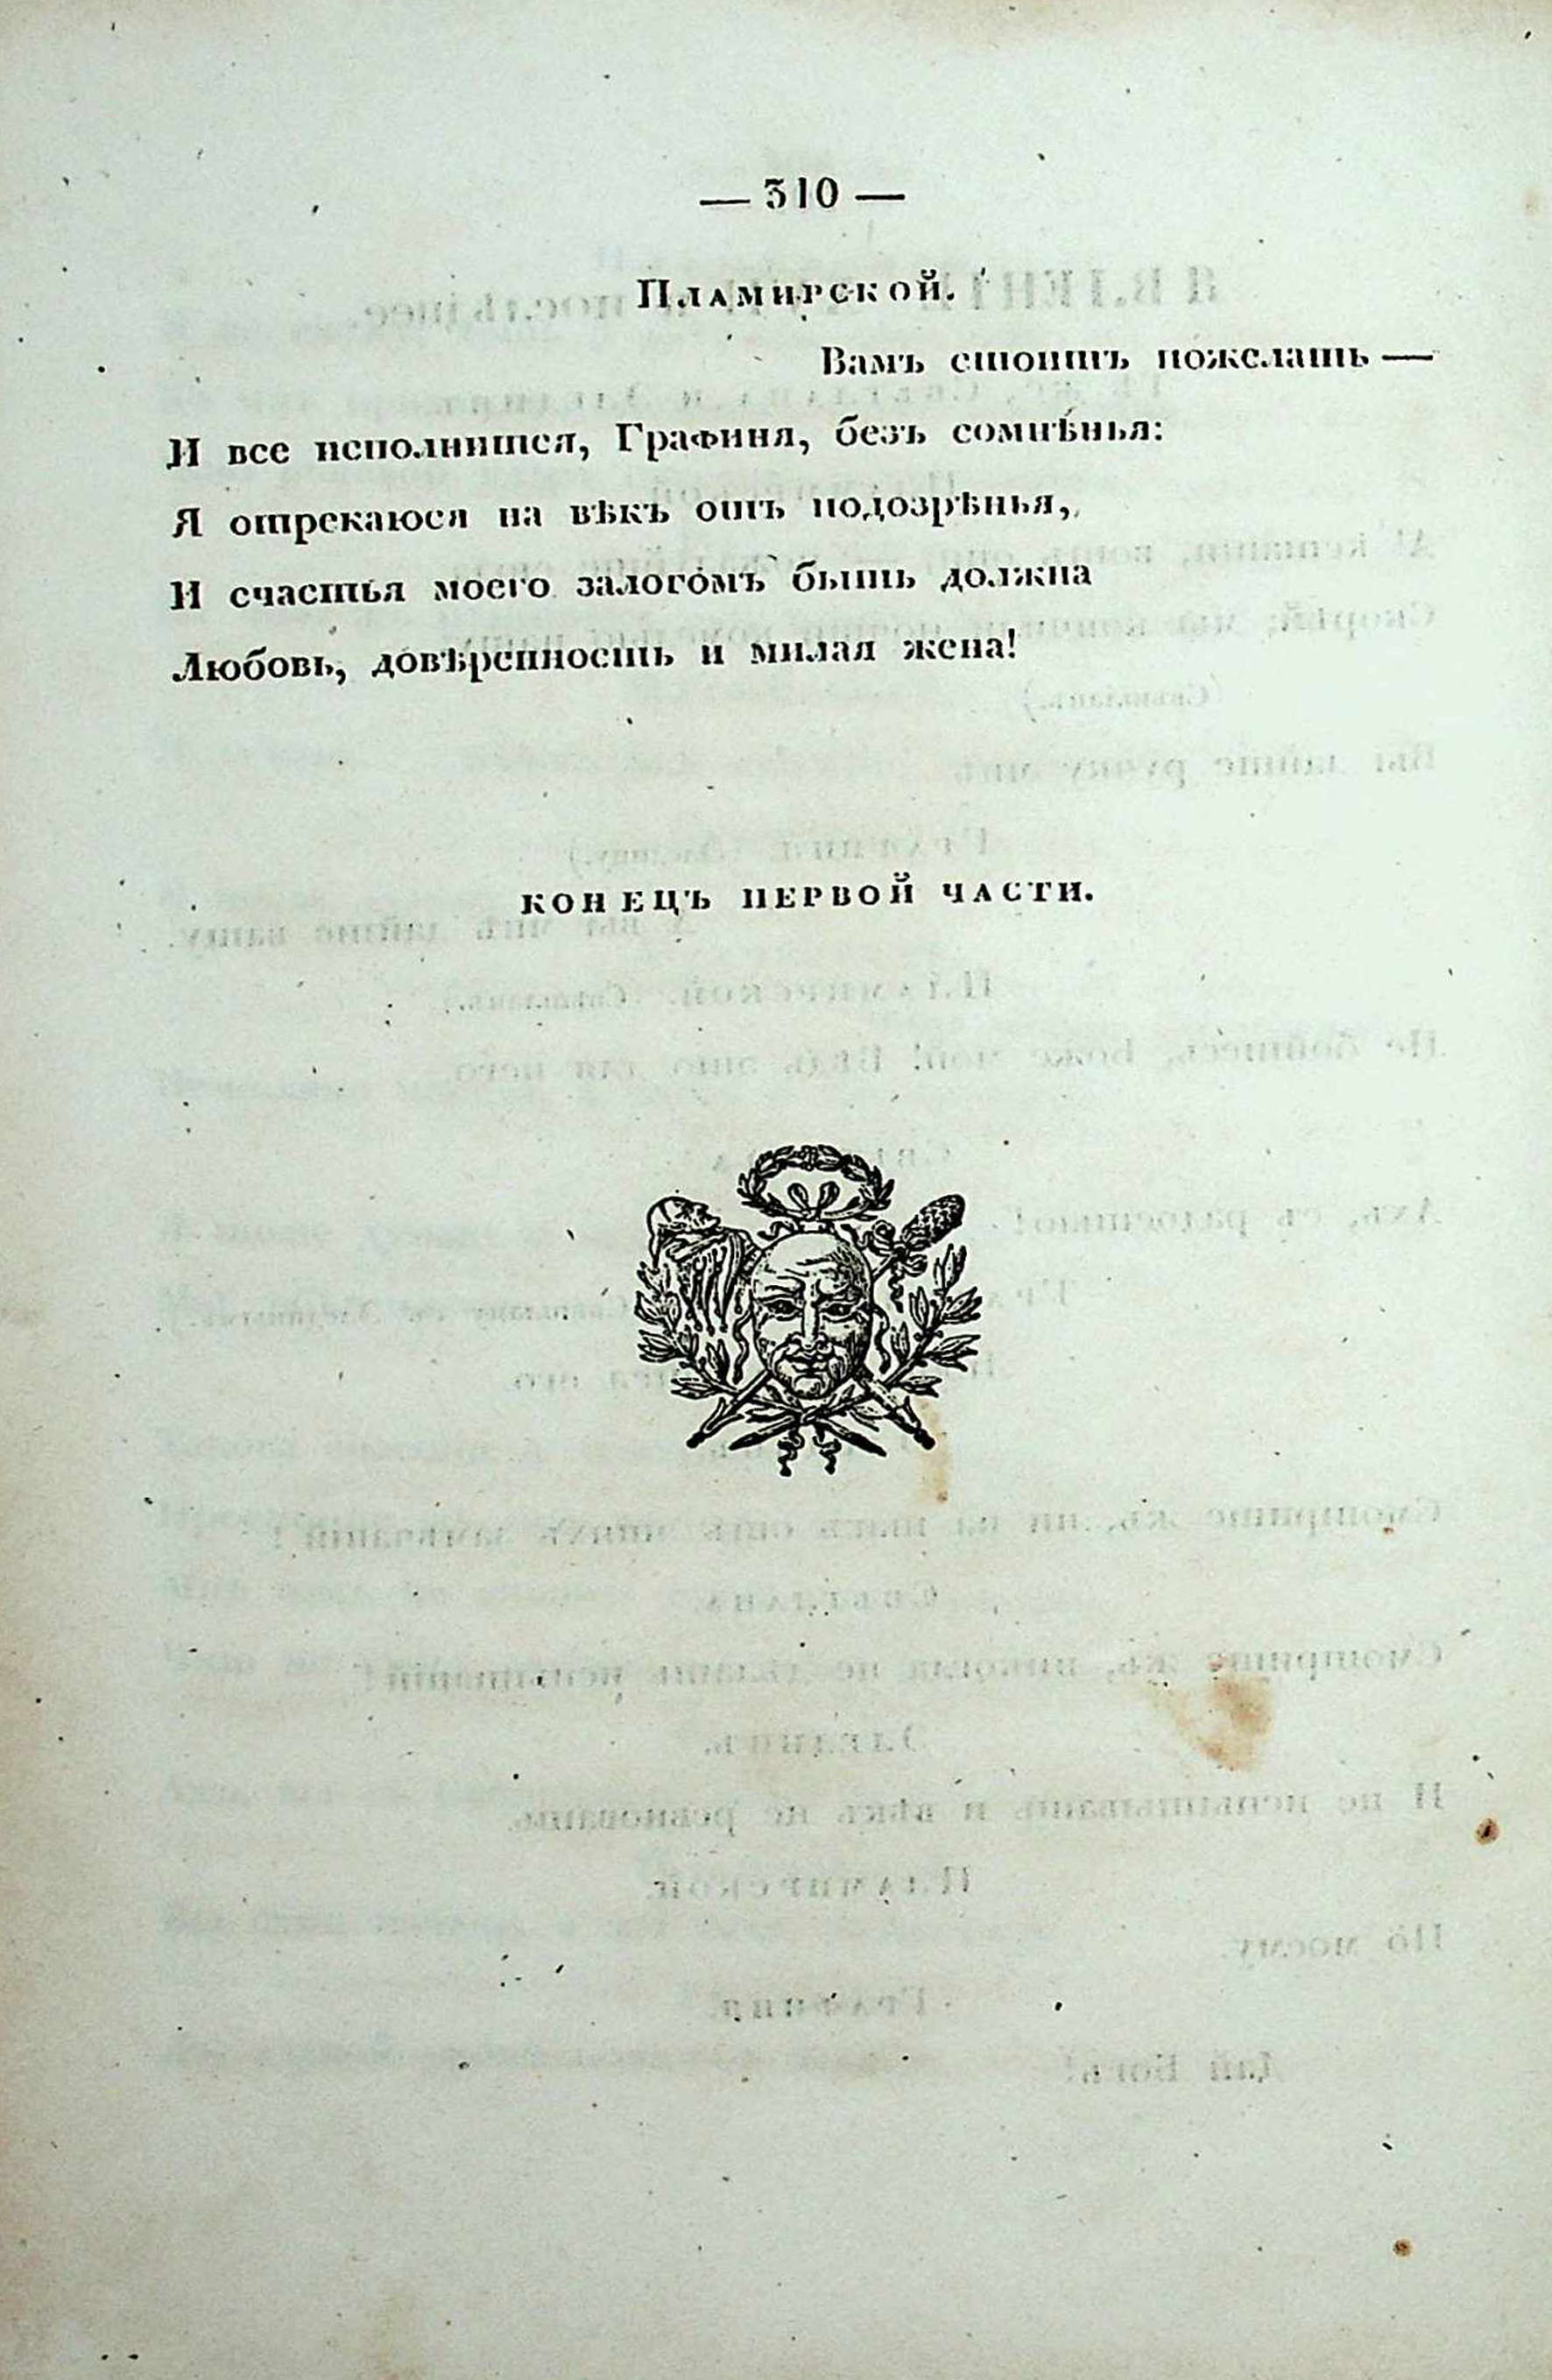 — 310 —
Пламирской.
Вамъ стоитъ пожелать —
И все исполнится, Графиня, безъ сомнѣнья:
Я отрекаюся на вѣкъ отъ подозрѣнья,
И счастья моего залогомъ быть должна
Любовь, довѣренность и милая жена!
КОНЕЦЪ ПЕРВОЙ ЧАСТИ.